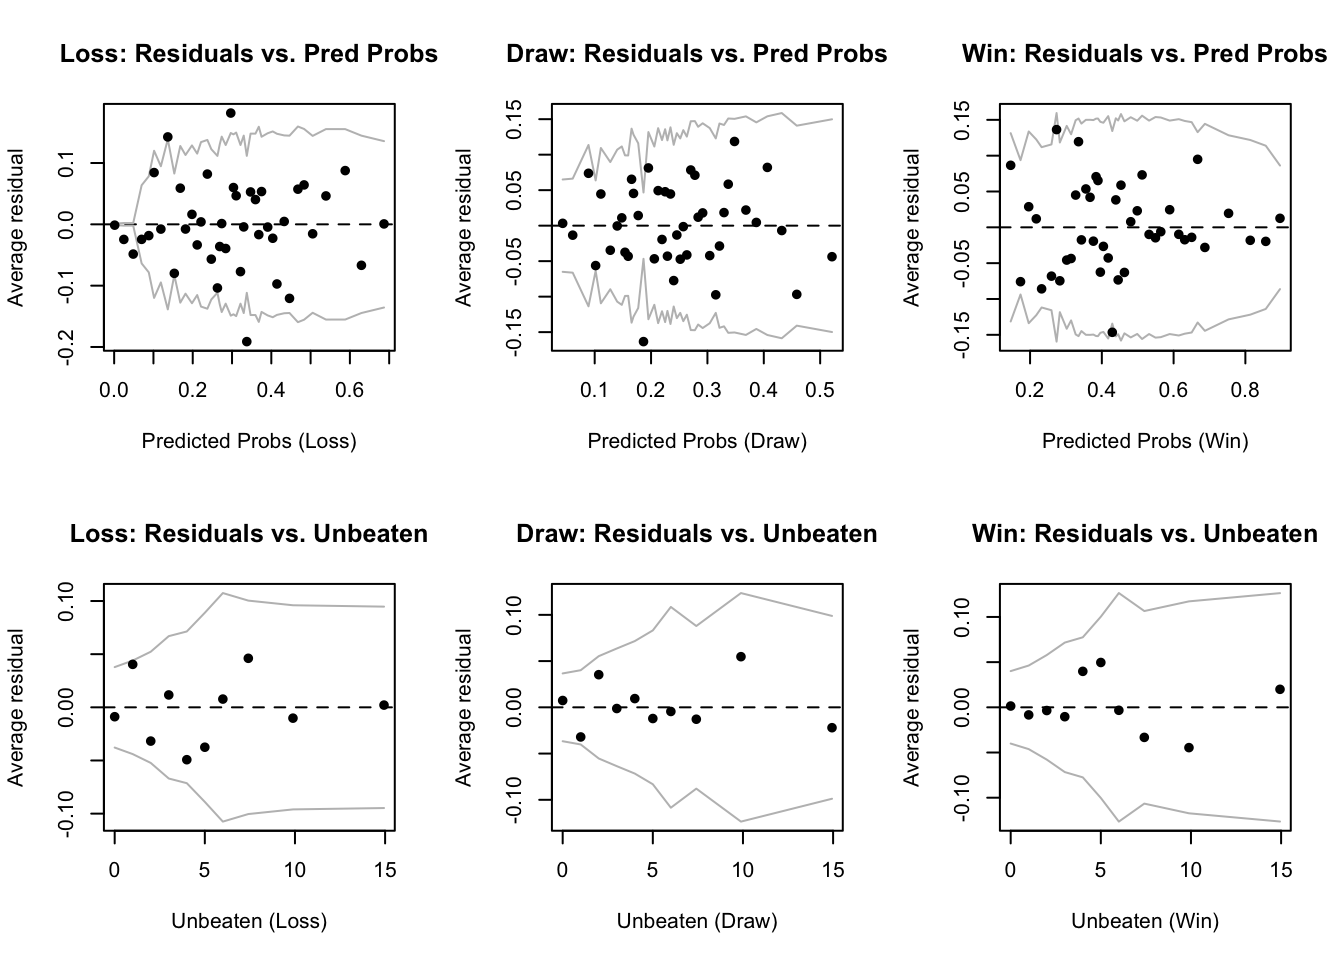 Loss: Residuals vs. Pred Probs
Average residual
0.1
0.0
-0.1
-0.2
0.0 0.2 0.4 0.6
Predicted Probs (Loss)
Draw: Residuals vs. Pred Probs
Average residual
0.15
0.05
-0.05
-0.15
0.1 0.2 0.3 0.4 0.5
Predicted Probs (Draw)
Win: Residuals vs. Pred Probs
Average residual
0.15
0.05
-0.05
-0.15
0.2 0.4 0.6 0.8
Predicted Probs (Win)
Loss: Residuals vs. Unbeaten
Average residual
0.10
0.00
-0.10
0 5 10 15
Unbeaten (Loss)
Draw: Residuals vs. Unbeaten
Average residual
0.10
0.00
-0.10
0 5 10 15
Unbeaten (Draw)
Win: Residuals vs. Unbeaten
Average residual
0.10
0.00
-0.10
0 5 10 15
Unbeaten (Win)